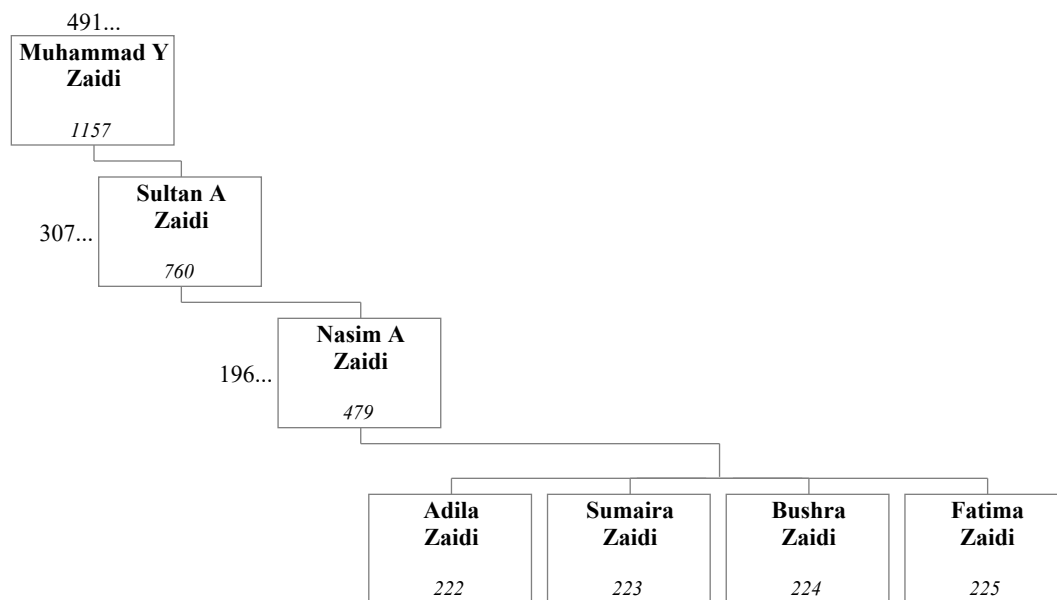 491...
Muhammad Y
Zaidi
1157
Sultan A
Zaidi
307...
760
Nasim A
Zaidi
196...
479
Adila
Zaidi
222
Sumaira
Zaidi
223
Bushra
Zaidi
224
Fatima
Zaidi
225